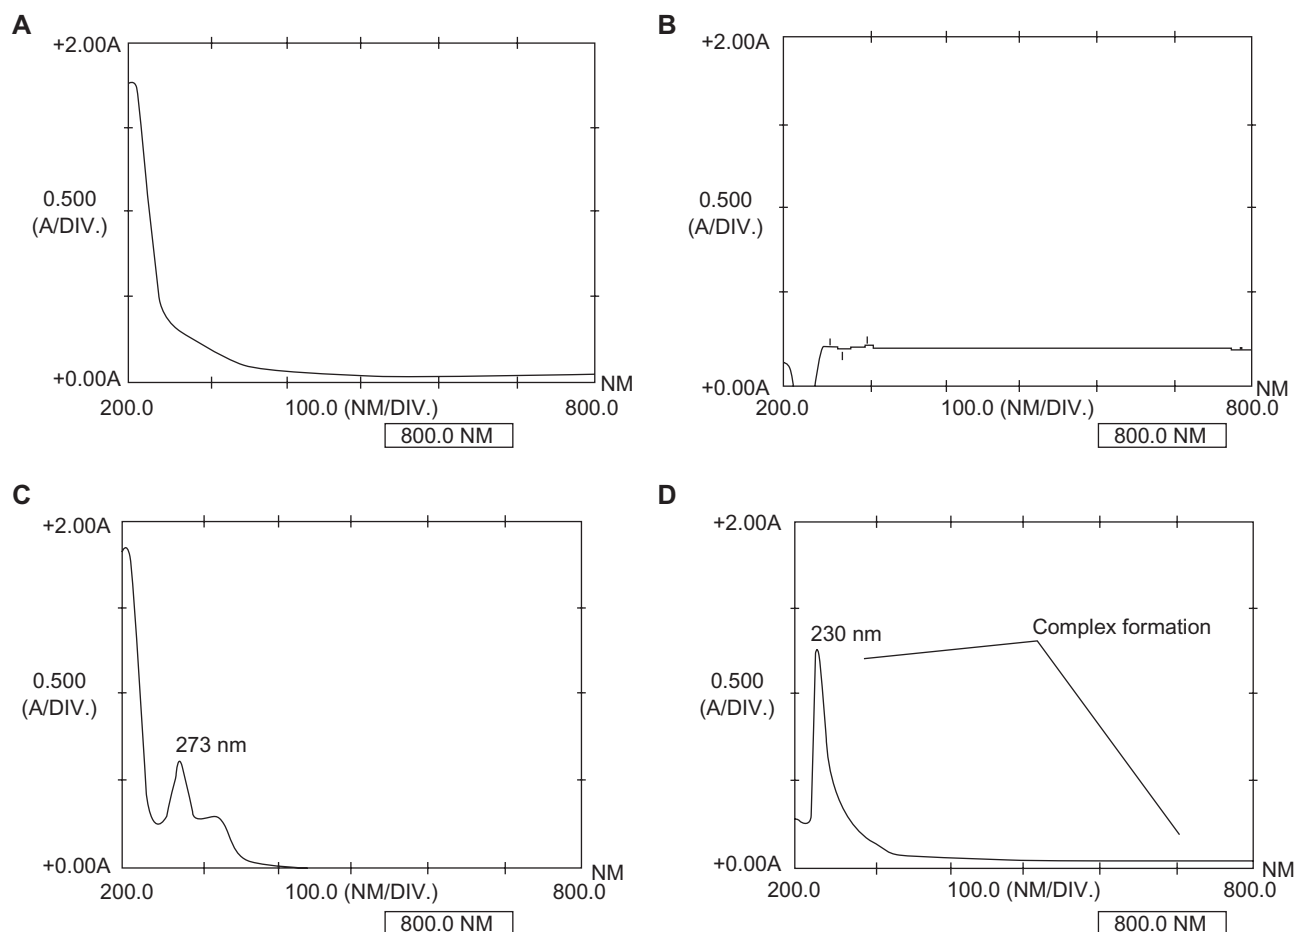 A
+2.00A
0.500
(A/DIV.)
+0.00A
NM
200.0
100.0 (NM/DIV.)
800.0
800.0 NM
B
+2.00A
0.500
(A/DIV.)
+0.00A
NM
200.0
100.0 (NM/DIV.)
800.0
800.0 NM
C
+2.00A
0.500
(A/DIV.)
273 nm
+0.00A
NM
200.0
100.0 (NM/DIV.)
800.0
800.0 NM
D
+2.00A
230 nm
Complex formation
0.500
(A/DIV.)
+0.00A
NM
200.0
100.0 (NM/DIV.)
800.0
800.0 NM